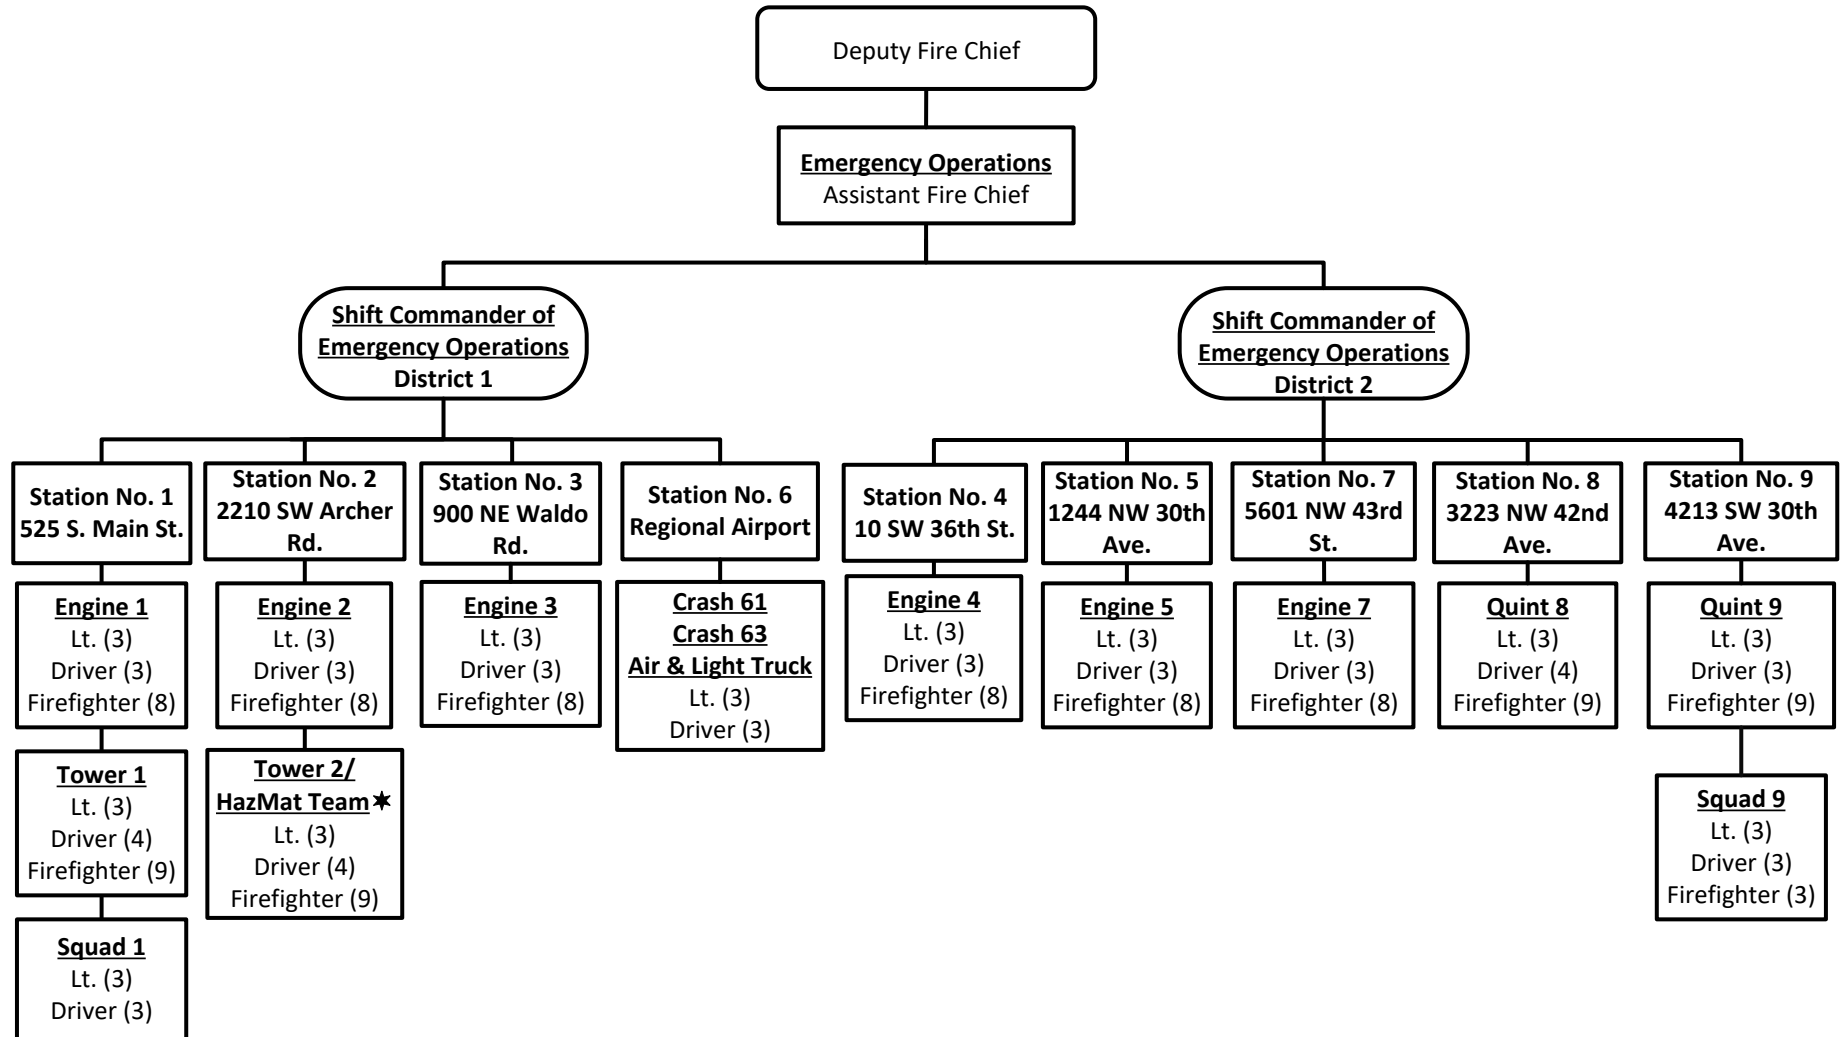 Deputy Fire Chief
Emergency Operations
Assistant Fire Chief
Shift Commander of
Emergency Operations
District 1
Shift Commander of
Emergency Operations
District 2
Station No. 1
525 S. Main St.
Station No. 2
2210 SW Archer
Rd.
Station No. 3
900 NE Waldo
Rd.
Station No. 6
Regional Airport
Station No. 4
10 SW 36th St.
Station No. 5
1244 NW 30th
Ave.
Station No. 7
5601 NW 43rd
St.
Station No. 8
3223 NW 42nd
Ave.
Station No. 9
4213 SW 30th
Ave.
Engine 1
Lt. (3)
Driver (3)
Firefighter (8)
Engine 2
Lt. (3)
Driver (3)
Firefighter (8)
Engine 3
Lt. (3)
Driver (3)
Firefighter (8)
Crash 61
Crash 63
Air & Light Truck
Lt. (3)
Driver (3)
Engine 4
Lt. (3)
Driver (3)
Firefighter (8)
Engine 5
Lt. (3)
Driver (3)
Firefighter (8)
Engine 7
Lt. (3)
Driver (3)
Firefighter (8)
Quint 8
Lt. (3)
Driver (4)
Firefighter (9)
Quint 9
Lt. (3)
Driver (3)
Firefighter (9)
Tower 1
Lt. (3)
Driver (4)
Firefighter (9)
Tower 2/
HazMat Team★
Lt. (3)
Driver (4)
Firefighter (9)
Squad 9
Lt. (3)
Driver (3)
Firefighter (3)
Squad 1
Lt. (3)
Driver (3)